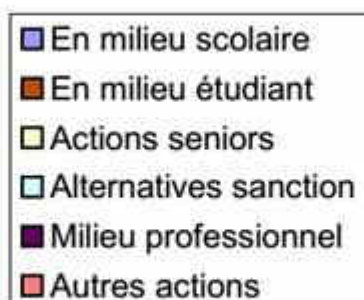 En milieu scolaire
En milieu étudiant
Actions seniors
Alternatives sanction
Milieu professionnel
Autres actions